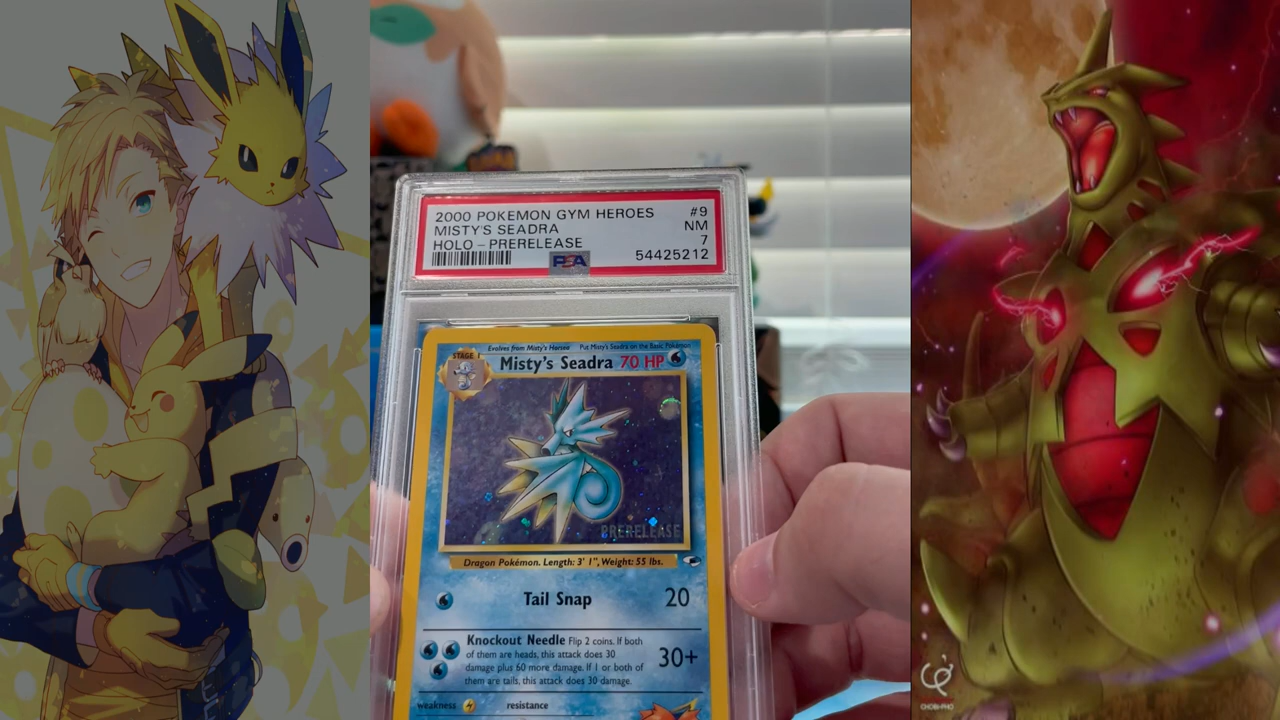 2000 POKEMON GYM HEROES #9
MISTY'S SEADRA NM
HOLO – PRERELEASE 7
PSA 54425212
STAGE 1
Evolves from Misty's Horsea Put Misty's Seadra on the Basic Pokémon
Misty's Seadra 70 HP
PRERELEASE
Dragon Pokémon. Length: 3' 1", Weight: 55 lbs.
Tail Snap 20
Knockout Needle Flip 2 coins. If both
of them are heads, this attack does 30
damage plus 60 more damage. If 1 or both of
them are tails, this attack does 30 damage.
30+
weakness resistance
CHOBI-PHO